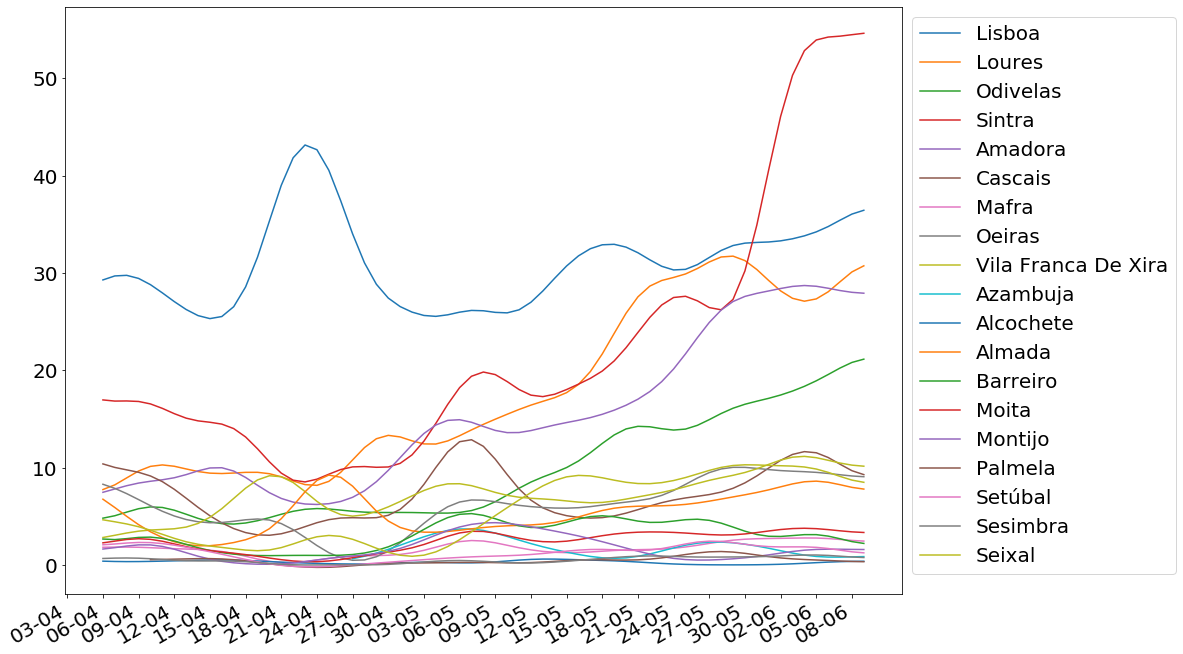 50
40
30
20
10
0
03-04
06-04
09-04
12-04
15-04
18-04
21-04
24-04
27-04
30-04
03-05
06-05
09-05
12-05
15-05
18-05
21-05
24-05
27-05
30-05
02-06
05-06
08-06
Lisboa
Loures
Odivelas
Sintra
Amadora
Cascais
Mafra
Oeiras
Vila Franca De Xira
Azambuja
Alcochete
Almada
Barreiro
Moita
Montijo
Palmela
Setúbal
Sesimbra
Seixal